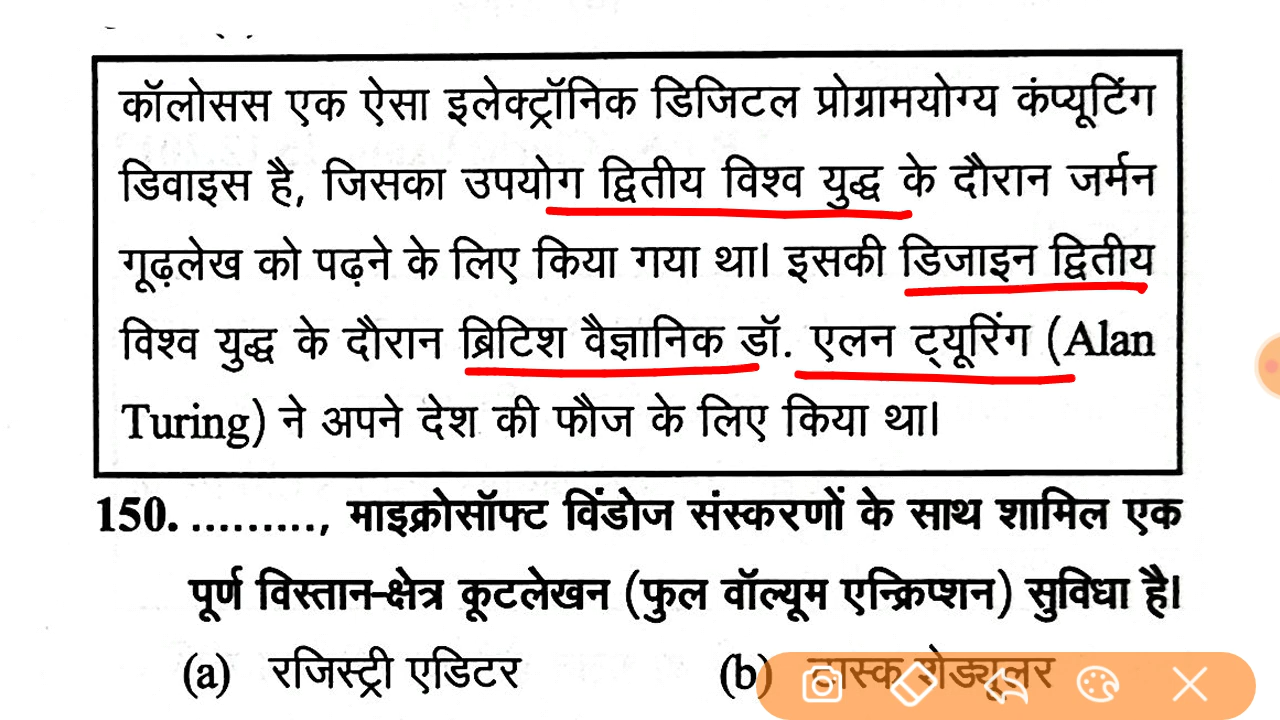 कॉलोसस एक ऐसा इलेक्ट्रॉनिक डिजिटल प्रोग्रामयोग्य कंप्यूटिंग
डिवाइस है, जिसका उपयोग द्वितीय विश्व युद्ध के दौरान जर्मन
गूढ़लेख को पढ़ने के लिए किया गया था। इसकी डिजाइन द्वितीय
विश्व युद्ध के दौरान ब्रिटिश वैज्ञानिक डॉ. एलन ट्यूरिंग (Alan
Turing) ने अपने देश की फौज के लिए किया था।
150. .........., माइक्रोसॉफ्ट विंडोज संस्करणों के साथ शामिल एक
पूर्ण विस्तान-क्षेत्र कूटलेखन (फुल वॉल्यूम एन्क्रिप्शन) सुविधा है।
(a) रजिस्ट्री एडिटर (b) टास्क शेड्यूलर